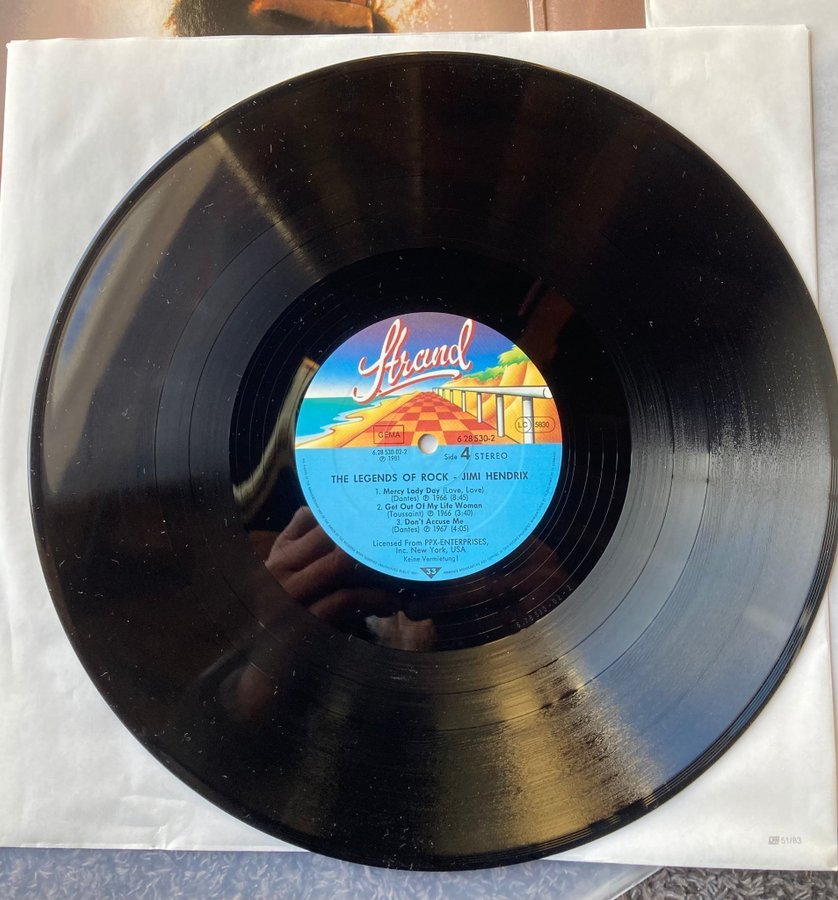 Strand
GEMA
6.28530-2
LC 5830
6.28 530-02-2
℗ 1981
Side 4 STEREO
THE LEGENDS OF ROCK - JIMI HENDRIX
1. Mercy Lady Day (Love, Love)
(Dantes) ℗ 1966 (8:45)
2. Get Out Of My Life Woman
(Toussaint) ℗ 1966 (3:40)
3. Don't Accuse Me
(Dantes) ℗ 1967 (4:05)
Licensed From PPX-ENTERPRISES,
Inc. New York, USA
Keine Vermietung!
33
51/83